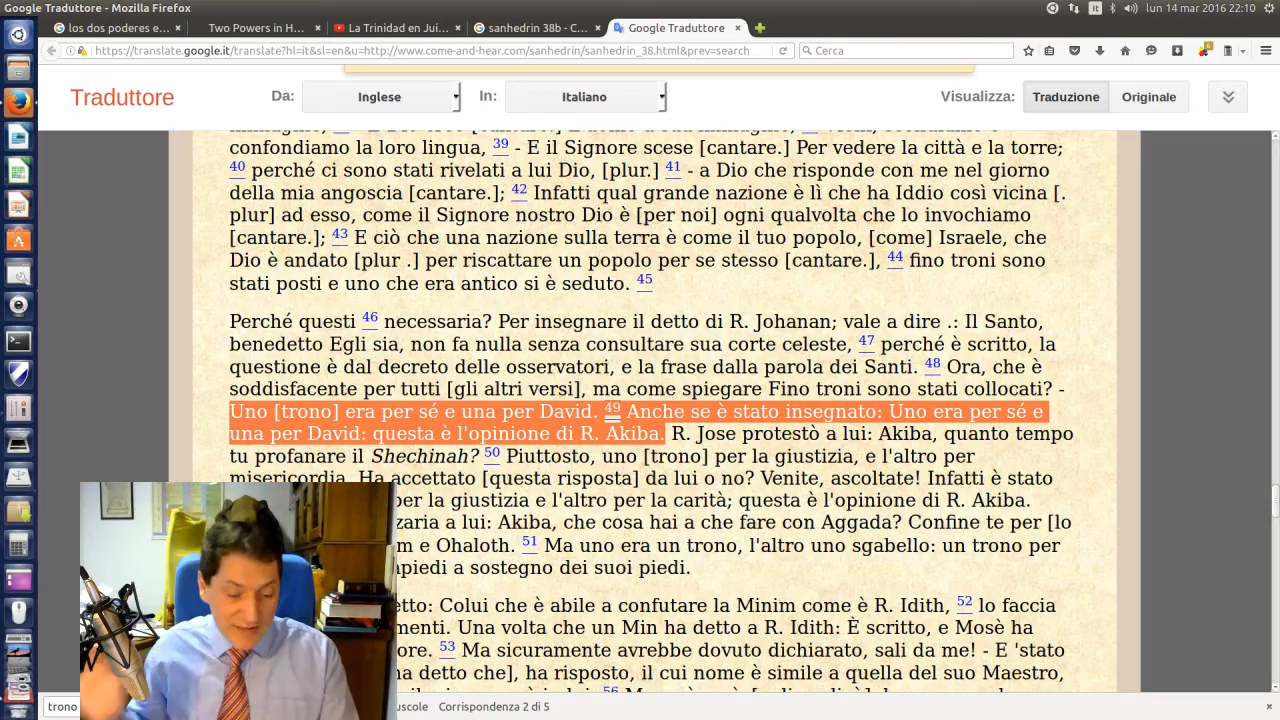 Google Traduttore - Mozilla Firefox
It
lun 14 mar 2016 22:10
los dos poderes e...
Two Powers in H...
La Trinidad en Jui...
sanhedrin 38b - C...
Google Traduttore
https://translate.google.it/translate?hl=it&sl=en&u=http://www.come-and-hear.com/sanhedrin/sanhedrin_38.html&prev=search
Cerca
Traduttore
Da:
Inglese
In:
Italiano
Visualizza:
Traduzione
Originale
confondiamo la loro lingua, 39 - E il Signore scese [cantare.] Per vedere la città e la torre;
40 perché ci sono stati rivelati a lui Dio, [plur.] 41 - a Dio che risponde con me nel giorno
della mia angoscia [cantare.]; 42 Infatti qual grande nazione è lì che ha Iddio così vicina [.
plur] ad esso, come il Signore nostro Dio è [per noi] ogni qualvolta che lo invochiamo
[cantare.]; 43 E ciò che una nazione sulla terra è come il tuo popolo, [come] Israele, che
Dio è andato [plur .] per riscattare un popolo per se stesso [cantare.], 44 fino troni sono
stati posti e uno che era antico si è seduto. 45
Perché questi 46 necessaria? Per insegnare il detto di R. Johanan; vale a dire .: Il Santo,
benedetto Egli sia, non fa nulla senza consultare sua corte celeste, 47 perché è scritto, la
questione è dal decreto delle osservatori, e la frase dalla parola dei Santi. 48 Ora, che è
soddisfacente per tutti [gli altri versi], ma come spiegare Fino troni sono stati collocati? -
Uno [trono] era per sé e una per David. 49 Anche se è stato insegnato: Uno era per sé e
una per David: questa è l'opinione di R. Akiba. R. Jose protestò a lui: Akiba, quanto tempo
tu profanare il Shechinah? 50 Piuttosto, uno [trono] per la giustizia, e l'altro per
misericordia. Ha accettato [questa risposta] da lui o no? Venite, ascoltate! Infatti è stato
per la giustizia e l'altro per la carità; questa è l'opinione di R. Akiba.
zaria a lui: Akiba, che cosa hai a che fare con Aggada? Confine te per [lo
m e Ohaloth. 51 Ma uno era un trono, l'altro uno sgabello: un trono per
piedi a sostegno dei suoi piedi.
etto: Colui che è abile a confutare la Minim come è R. Idith, 52 lo faccia
menti. Una volta che un Min ha detto a R. Idith: È scritto, e Mosè ha
ore. 53 Ma sicuramente avrebbe dovuto dichiarato, sali da me! - E 'stato
a detto che], ha risposto, il cui nome è simile a quella del suo Maestro,
trono
uscole
Corrispondenza 2 di 5